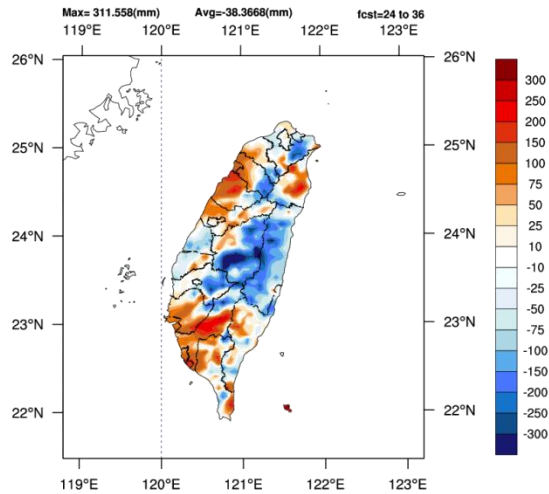 Max= 311.558(mm) Avg=-38.3668(mm) fcst=24 to 36
119°E 120°E 121°E 122°E 123°E
26°N 26°N
25°N 25°N
24°N 24°N
23°N 23°N
22°N 22°N
119°E 120°E 121°E 122°E 123°E
300
250
200
150
100
75
50
25
10
-10
-25
-50
-75
-100
-150
-200
-250
-300